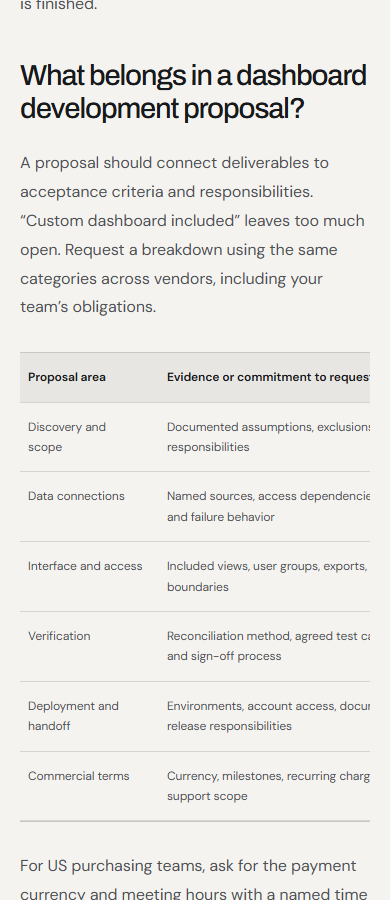 is finished.
What belongs in a dashboard
development proposal?
A proposal should connect deliverables to
acceptance criteria and responsibilities.
“Custom dashboard included” leaves too much
open. Request a breakdown using the same
categories across vendors, including your
team’s obligations.
Proposal area Evidence or commitment to request
Discovery and Documented assumptions, exclusions
scope responsibilities
Data connections Named sources, access
and failure behavior
Interface and access Included views, user groups, exports,
boundaries
Verification Reconciliation method, agreed test
and sign-off process
Deployment and Environments, account access,
handoff release responsibilities
Commercial terms Currency, milestones, recurring
support scope
For US purchasing teams, ask for the payment
currency and meeting hours with a named time